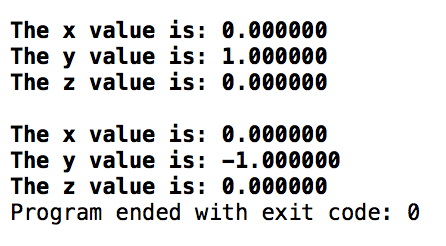 The x value is: 0.000000
The y value is: 1.000000
The z value is: 0.000000

The x value is: 0.000000
The y value is: -1.000000
The z value is: 0.000000
Program ended with exit code: 0